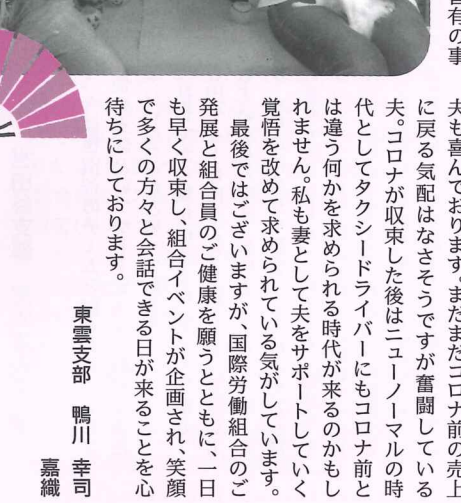 有の事
夫も喜んでおります。まだまだコロナ前の売上
に戻る気配はなさそうですが奮闘している
夫。コロナが収束した後はニューノーマルの時
代としてタクシードライバーにもコロナ前と
は違う何かを求められる時代が来るのかもし
れません。私も妻として夫をサポートしていく
覚悟を改めて求められている気がしています。
最後ではございますが、国際労働組合のご
発展と組合員のご健康を願うとともに、一日
も早く収束し、組合イベントが企画され、笑顔
で多くの方々と会話できる日が来ることを心
待ちにしております。
東雲支部 鴨川 幸司
嘉織